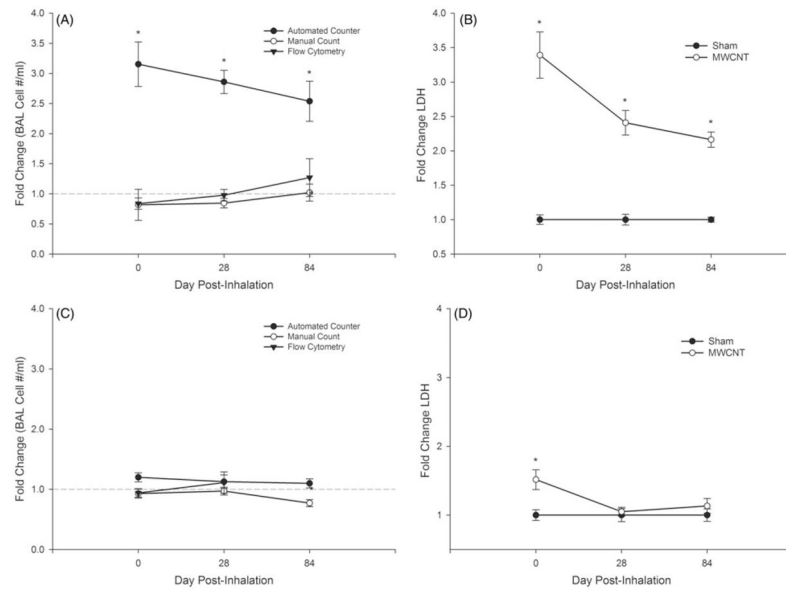 (A)
Automated Counter
Manual Count
Flow Cytometry
Fold Change (BAL Cell #/ml)
4.0
3.5
3.0
2.5
2.0
1.5
1.0
0.5
0.0
*
*
*
0 28 84
Day Post-Inhalation
(B)
Sham
MWCNT
Fold Change LDH
4.0
3.5
3.0
2.5
2.0
1.5
1.0
0.5
*
*
*
0 28 84
Day Post-Inhalation
(C)
Automated Counter
Manual Count
Flow Cytometry
Fold Change (BAL Cell #/ml)
4.0
3.0
2.0
1.0
0.0
0 28 84
Day Post-Inhalation
(D)
Sham
MWCNT
Fold Change LDH
4
3
2
1
*
0 28 84
Day Post-Inhalation